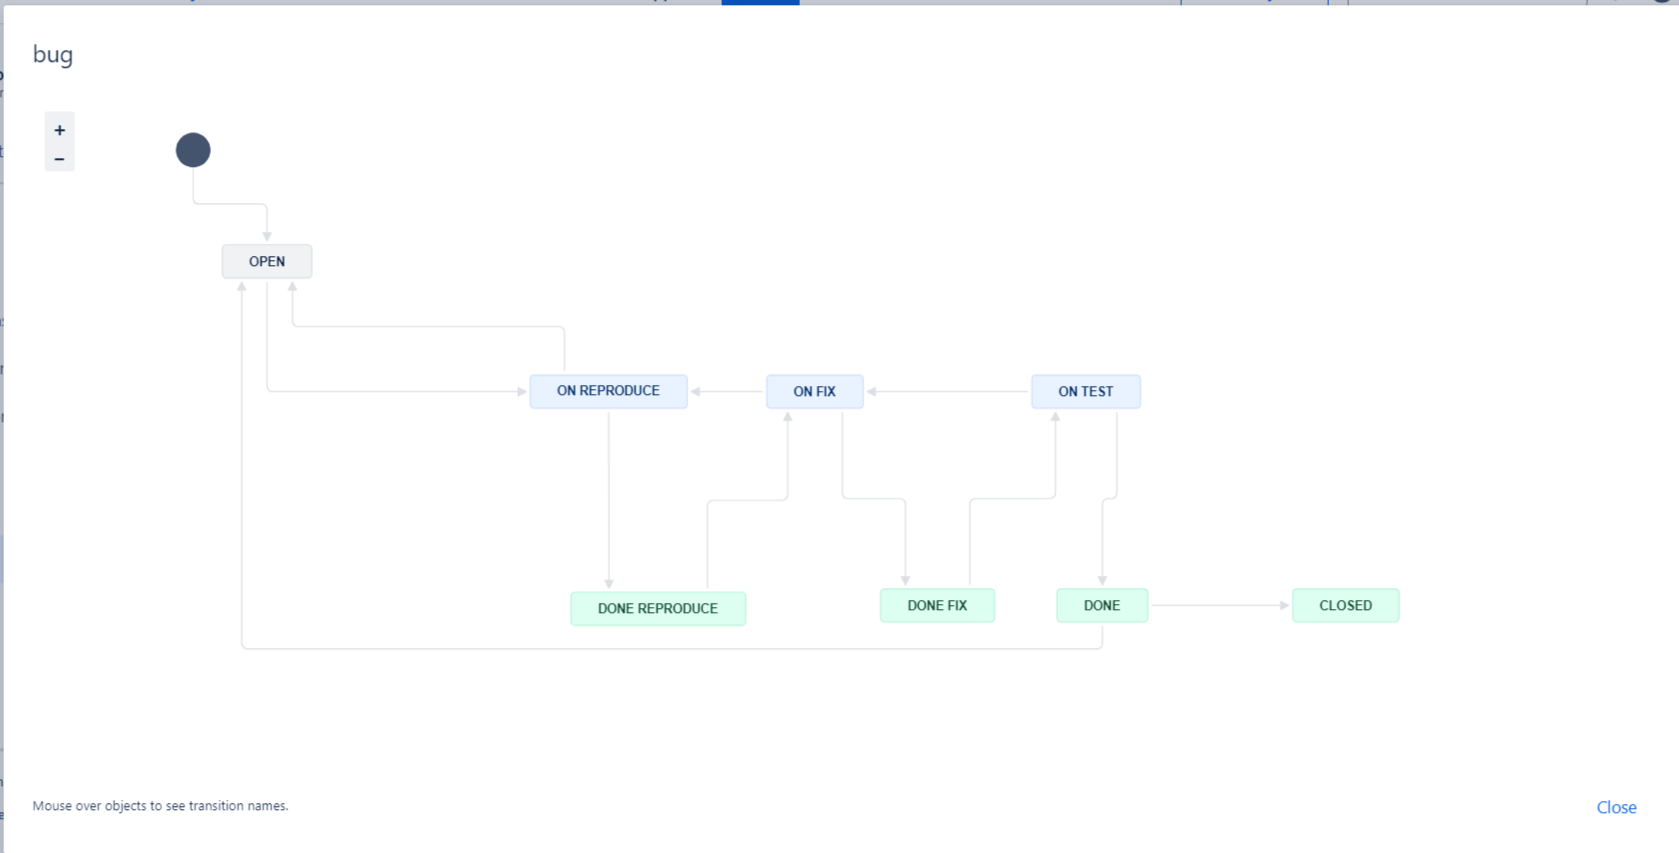 bug
+
−
OPEN
ON REPRODUCE
ON FIX
ON TEST
DONE REPRODUCE
DONE FIX
DONE
CLOSED
Mouse over objects to see transition names.
Close